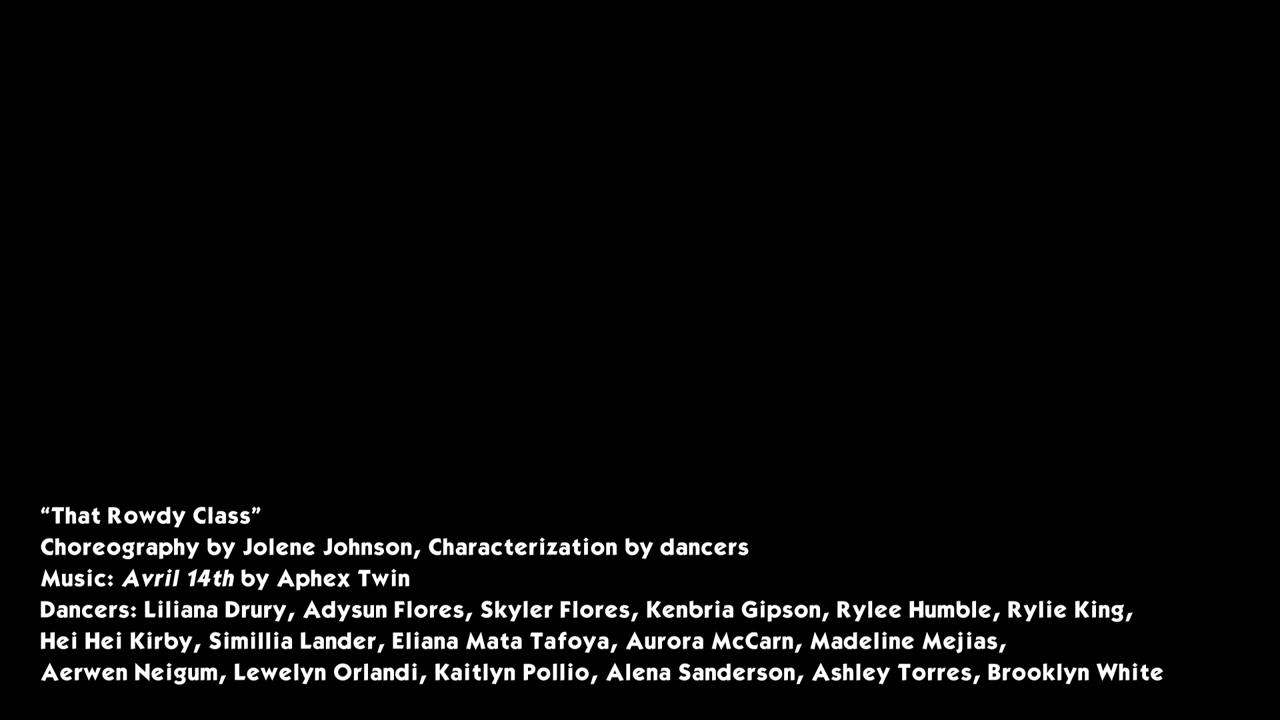 “That Rowdy Class”
Choreography by Jolene Johnson, Characterization by dancers
Music: Avril 14th by Aphex Twin
Dancers: Liliana Drury, Adysun Flores, Skyler Flores, Kenbria Gipson, Rylee Humble, Rylie King,
Hei Hei Kirby, Simillia Lander, Eliana Mata Tafoya, Aurora McCarn, Madeline Mejias,
Aerwen Neigum, Lewelyn Orlandi, Kaitlyn Pollio, Alena Sanderson, Ashley Torres, Brooklyn White